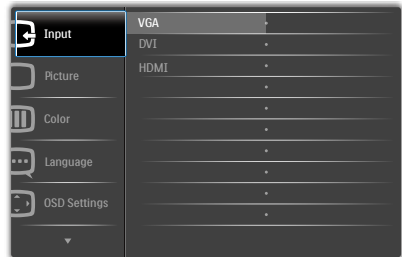 Input
Picture
Color
Language
OSD Settings
VGA
DVI
HDMI